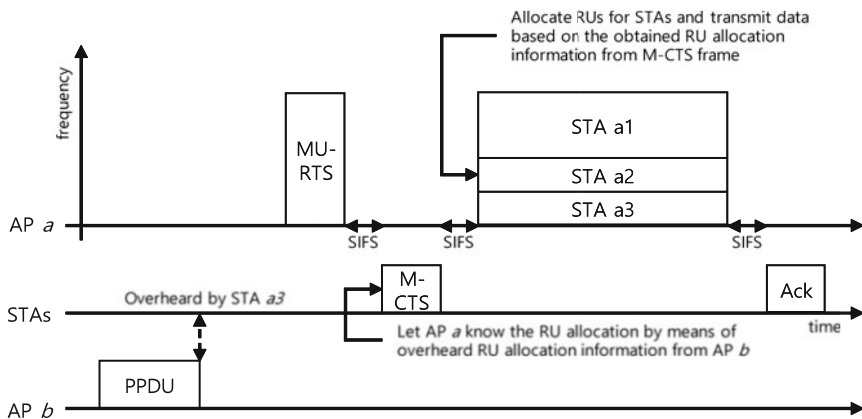 Allocate RUs for STAs and transmit data
based on the obtained RU allocation
information from M-CTS frame
frequency
MU-
RTS
STA a1
STA a2
STA a3
AP a
SIFS
SIFS
SIFS
Overheard by STA a3
M-
CTS
Ack
STAs
time
Let AP a know the RU allocation by means of
overheard RU allocation information from AP b
PPDU
AP b